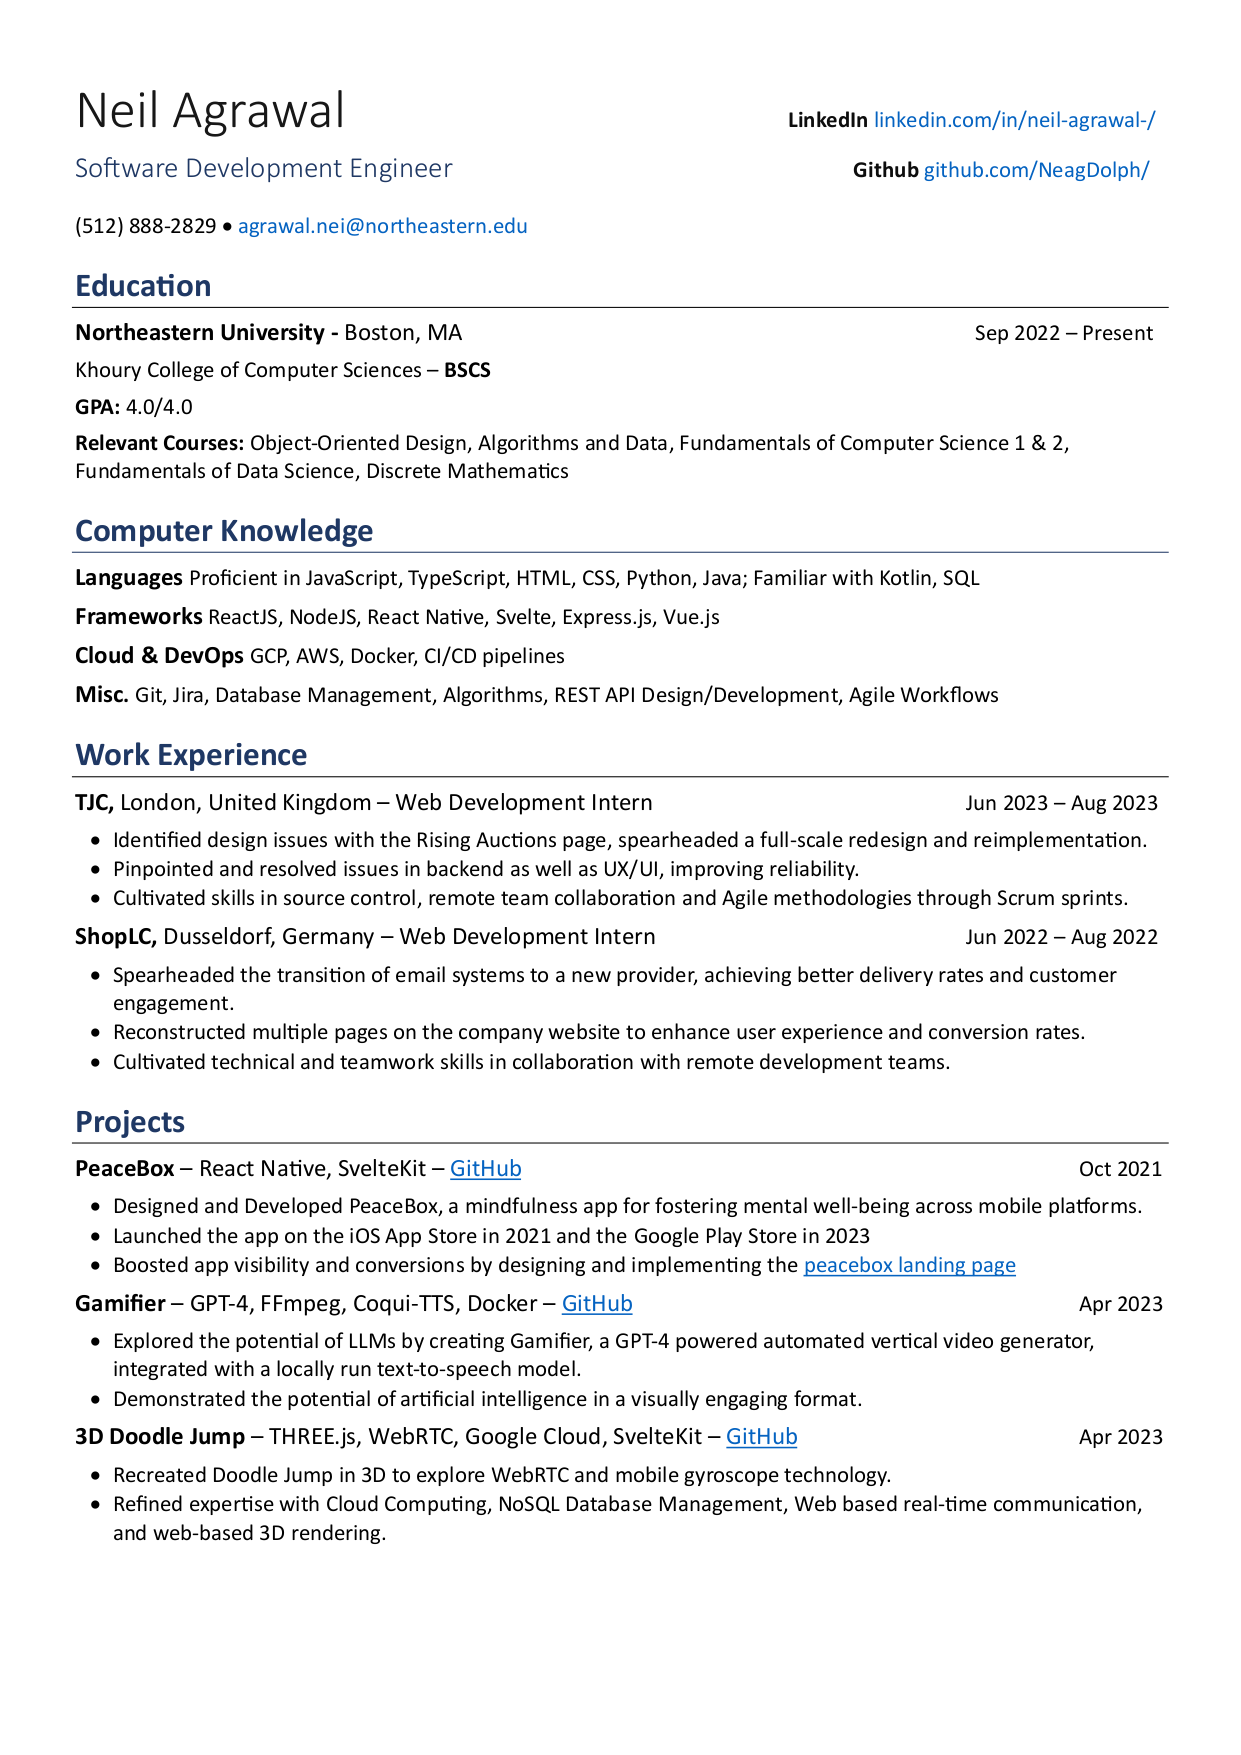 Neil Agrawal
LinkedIn linkedin.com/in/neil-agrawal-/
Software Development Engineer
Github github.com/NeagDolph/
(512) 888-2829 • agrawal.nei@northeastern.edu
Education
Northeastern University - Boston, MA Sep 2022 – Present
Khoury College of Computer Sciences – BSCS
GPA: 4.0/4.0
Relevant Courses: Object-Oriented Design, Algorithms and Data, Fundamentals of Computer Science 1 & 2,
Fundamentals of Data Science, Discrete Mathematics
Computer Knowledge
Languages Proficient in JavaScript, TypeScript, HTML, CSS, Python, Java; Familiar with Kotlin, SQL
Frameworks ReactJS, NodeJS, React Native, Svelte, Express.js, Vue.js
Cloud & DevOps GCP, AWS, Docker, CI/CD pipelines
Misc. Git, Jira, Database Management, Algorithms, REST API Design/Development, Agile Workflows
Work Experience
TJC, London, United Kingdom – Web Development Intern Jun 2023 – Aug 2023
• Identified design issues with the Rising Auctions page, spearheaded a full-scale redesign and reimplementation.
• Pinpointed and resolved issues in backend as well as UX/UI, improving reliability.
• Cultivated skills in source control, remote team collaboration and Agile methodologies through Scrum sprints.
ShopLC, Dusseldorf, Germany – Web Development Intern Jun 2022 – Aug 2022
• Spearheaded the transition of email systems to a new provider, achieving better delivery rates and customer
engagement.
• Reconstructed multiple pages on the company website to enhance user experience and conversion rates.
• Cultivated technical and teamwork skills in collaboration with remote development teams.
Projects
PeaceBox – React Native, SvelteKit – GitHub Oct 2021
• Designed and Developed PeaceBox, a mindfulness app for fostering mental well-being across mobile platforms.
• Launched the app on the iOS App Store in 2021 and the Google Play Store in 2023
• Boosted app visibility and conversions by designing and implementing the peacebox landing page
Gamifier – GPT-4, FFmpeg, Coqui-TTS, Docker – GitHub Apr 2023
• Explored the potential of LLMs by creating Gamifier, a GPT-4 powered automated vertical video generator,
integrated with a locally run text-to-speech model.
• Demonstrated the potential of artificial intelligence in a visually engaging format.
3D Doodle Jump – THREE.js, WebRTC, Google Cloud, SvelteKit – GitHub Apr 2023
• Recreated Doodle Jump in 3D to explore WebRTC and mobile gyroscope technology.
• Refined expertise with Cloud Computing, NoSQL Database Management, Web based real-time communication,
and web-based 3D rendering.